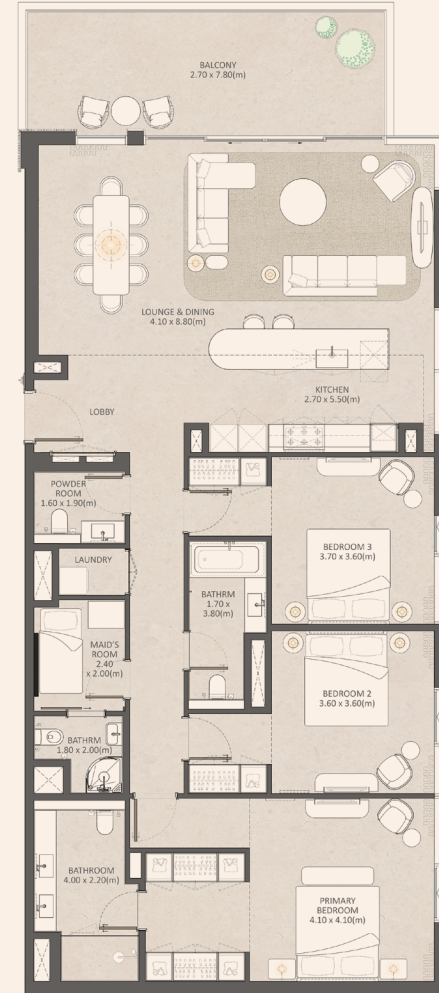 BALCONY
2.70 x 7.80(m)
LOUNGE & DINING
4.10 x 8.80(m)
KITCHEN
2.70 x 5.50(m)
LOBBY
POWDER
ROOM
1.60 x 1.90(m)
LAUNDRY
BEDROOM 3
3.70 x 3.60(m)
BATHRM
1.70 x
3.80(m)
MAID'S
ROOM
2.40
x 2.00(m)
BEDROOM 2
3.60 x 3.60(m)
BATHRM
1.80 x 2.00(m)
BATHROOM
4.00 x 2.20(m)
PRIMARY
BEDROOM
4.10 x 4.10(m)